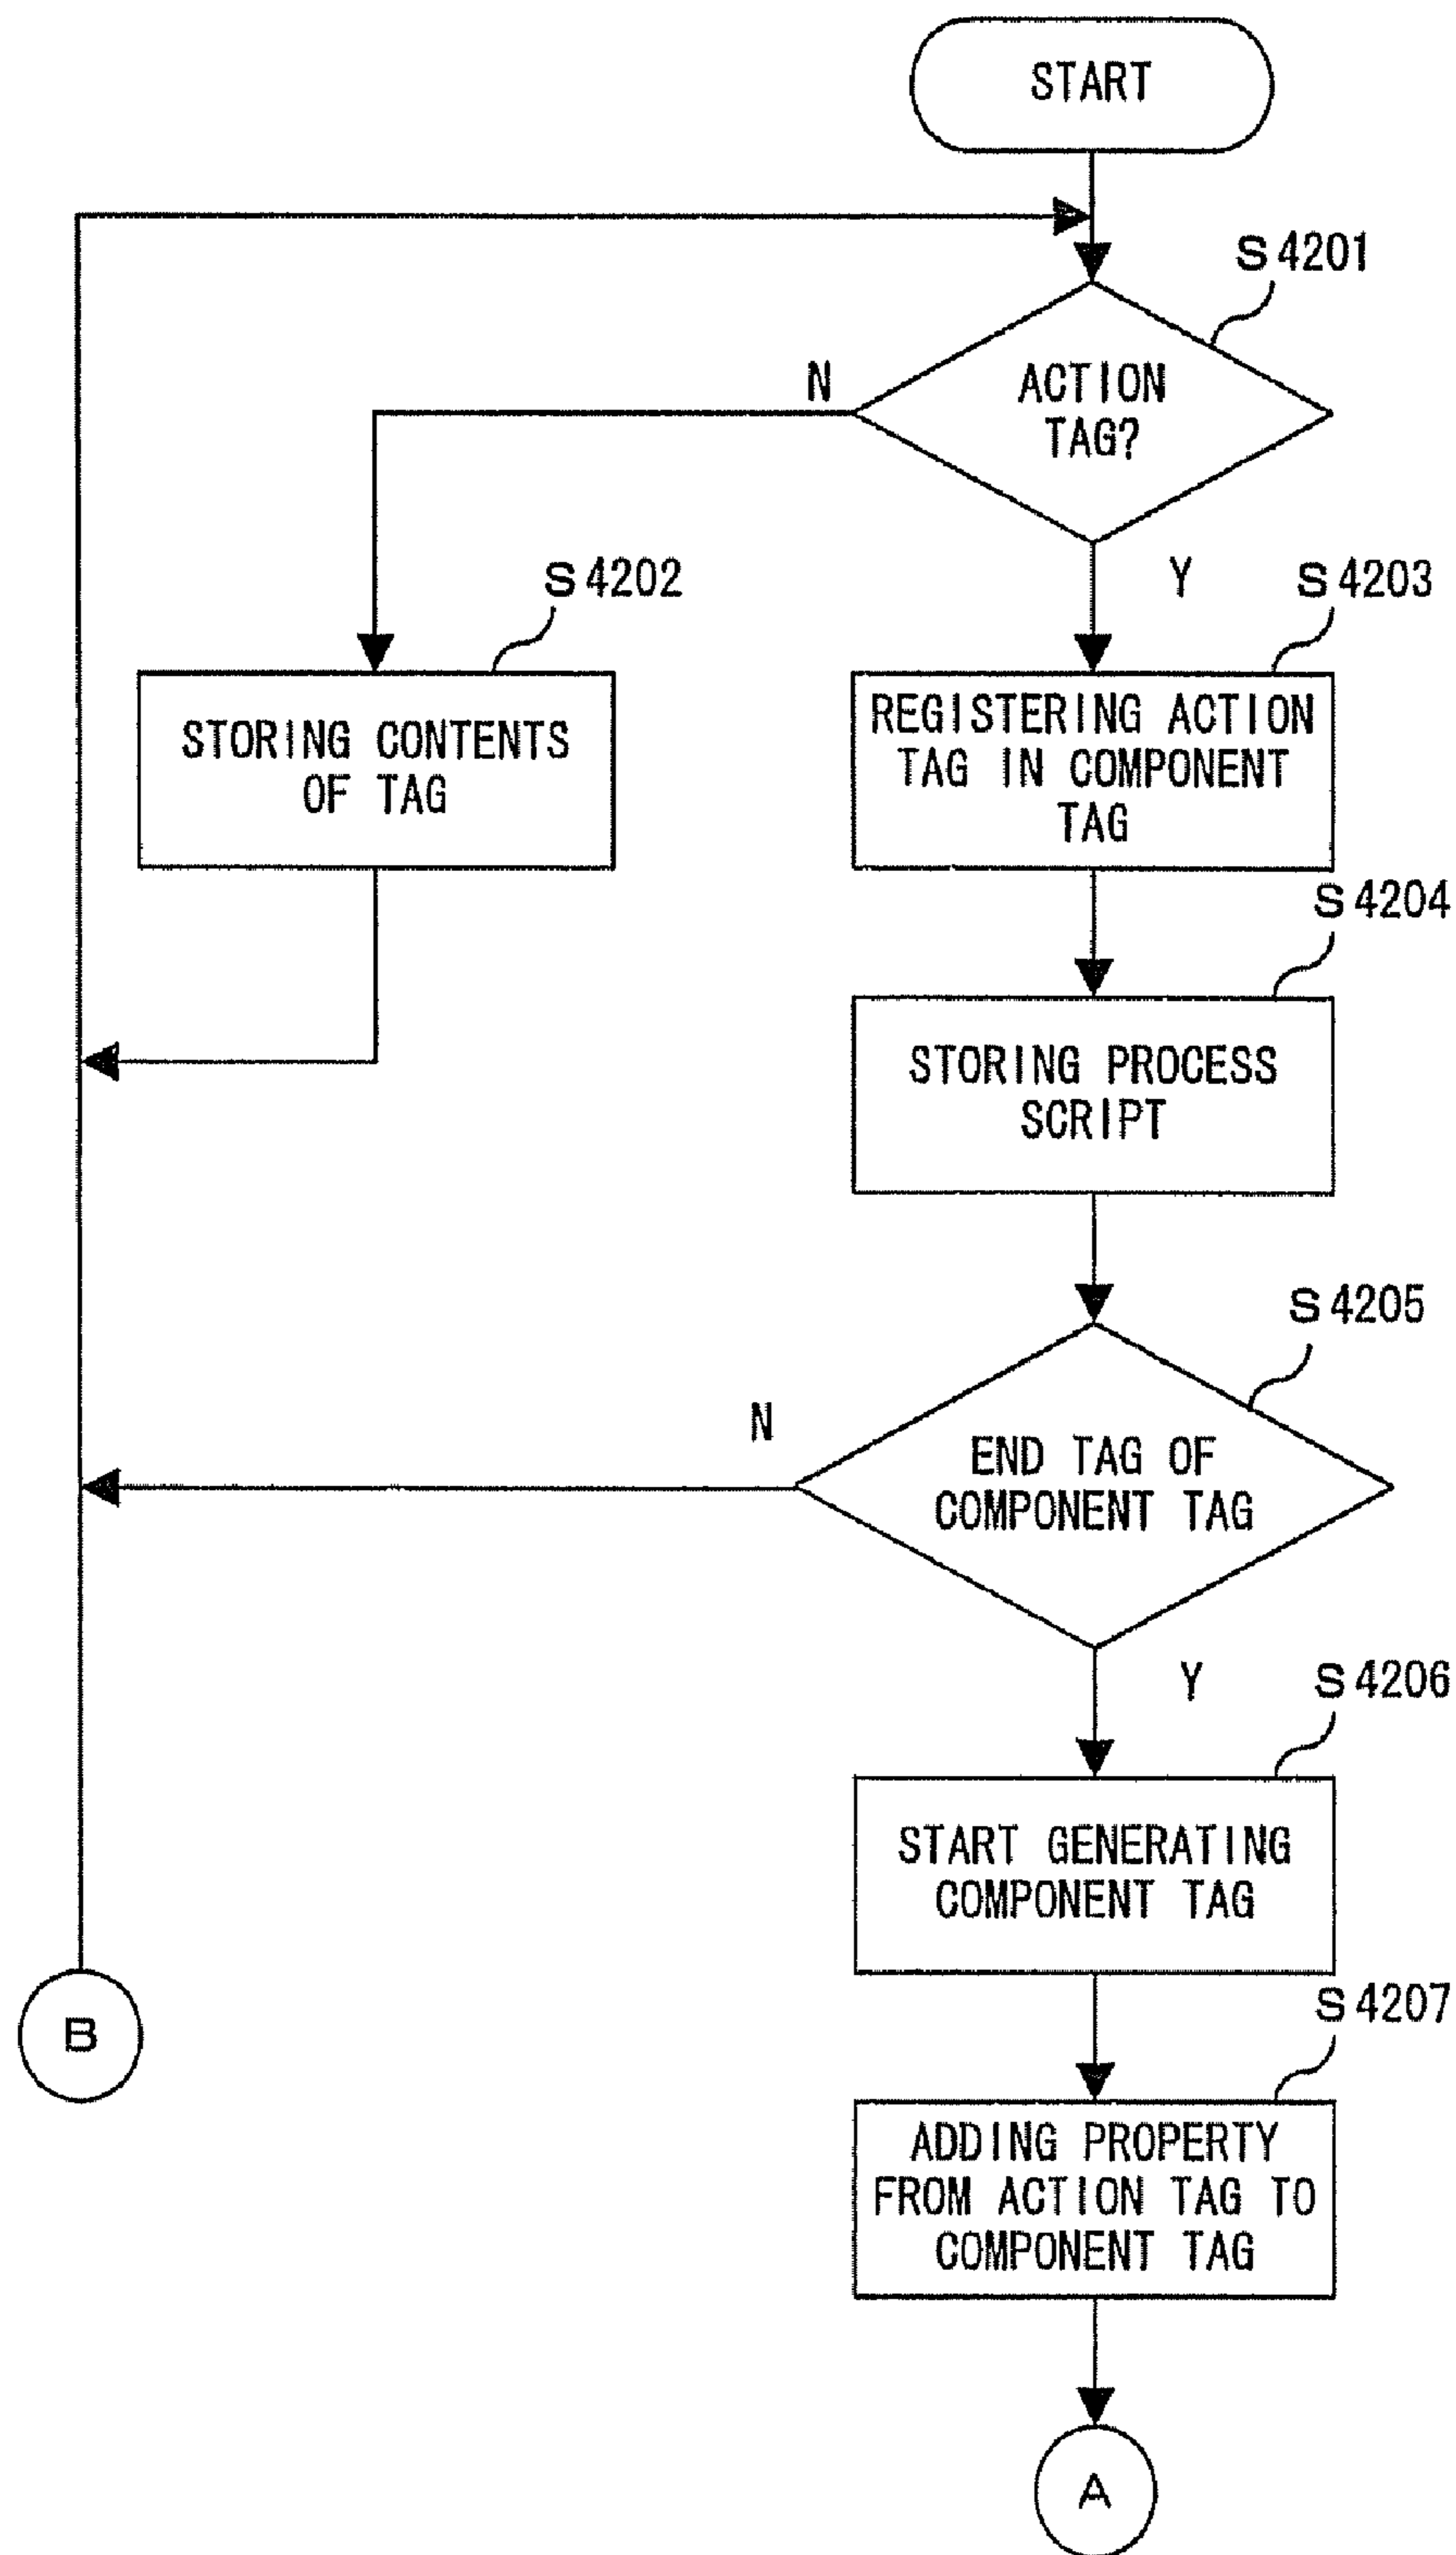 START
S4201
ACTION
TAG?
N
Y
S4202
S4203
STORING CONTENTS
OF TAG
REGISTERING ACTION
TAG IN COMPONENT
TAG
S4204
STORING PROCESS
SCRIPT
S4205
END TAG OF
COMPONENT TAG
N
Y
S4206
START GENERATING
COMPONENT TAG
B
S4207
ADDING PROPERTY
FROM ACTION TAG TO
COMPONENT TAG
A